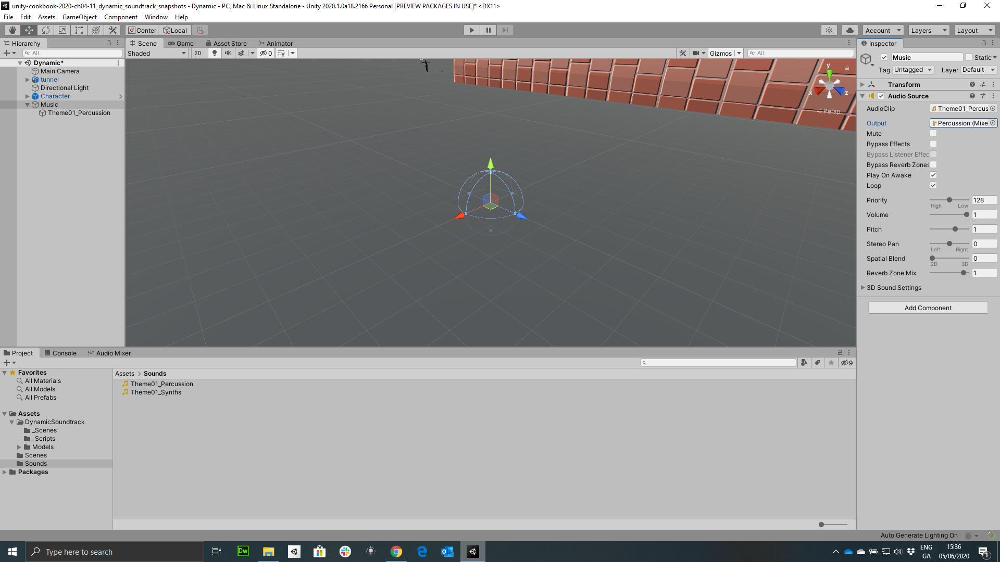 unity-cookbook-2020-ch04-11_dynamic_soundtrack_snapshots - Dynamic - PC, Mac & Linux Standalone - Unity 2020.1.0a18.2166 Personal [PREVIEW PACKAGES IN USE]* <DX11>
File Edit Assets GameObject Component Window Help
Center Local Account Layers Layout
Hierarchy
All
Dynamic*
Main Camera
tunnel
Directional Light
Character
Music
Theme01_Percussion
Scene Game Asset Store Animator
Shaded 2D 0 Gizmos All
y
x z
Persp
Inspector
Music Static
Tag Untagged Layer Default
Transform
Audio Source
AudioClip Theme01_Percus
Output Percussion (Mixe
Mute
Bypass Effects
Bypass Listener Effec
Bypass Reverb Zones
Play On Awake
Loop
Priority 128
High Low
Volume 1
Pitch 1
Stereo Pan 0
Left Right
Spatial Blend 0
2D 3D
Reverb Zone Mix 1
3D Sound Settings
Add Component
Project Console Audio Mixer
9
Favorites
All Materials
All Models
All Prefabs
Assets
DynamicSoundtrack
_Scenes
_Scripts
Models
Scenes
Sounds
Packages
Assets > Sounds
Theme01_Percussion
Theme01_Synths
Auto Generate Lighting On
Type here to search
Dw
ENG
GA
15:36
05/06/2020
1